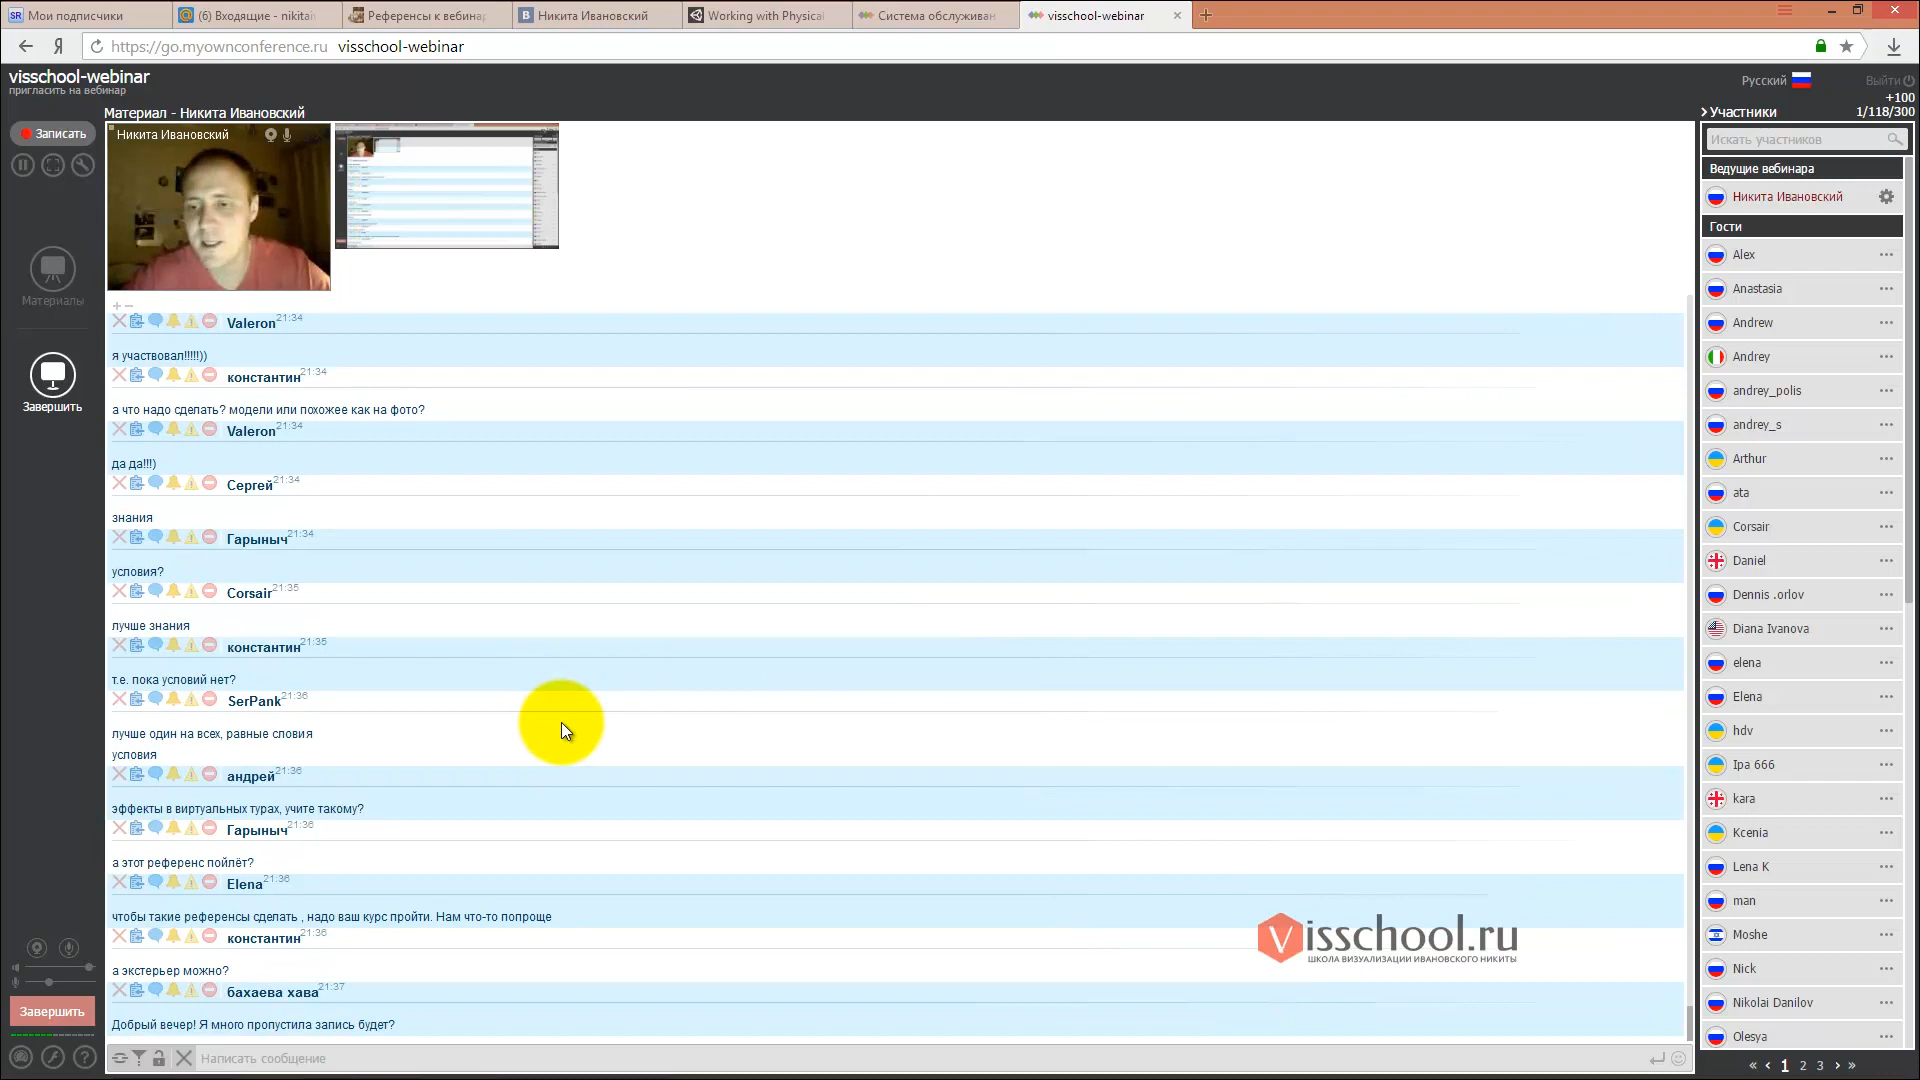 Мои подписчики
(6) Входящие - nikitai
Референсы к вебинар
Никита Ивановский
Working with Physical
Система обслуживан
visschool-webinar
https://go.myownconference.ru visschool-webinar
visschool-webinar
пригласить на вебинар
Русский
Выйти
+100
Материал - Никита Ивановский
Участники
1/118/300
Записать
Никита Ивановский
Искать участников
Ведущие вебинара
Никита Ивановский
Гости
Alex
Anastasia
Andrew
Andrey
andrey_polis
andrey_s
Arthur
ata
Corsair
Daniel
Dennis .orlov
Diana Ivanova
elena
Elena
hdv
Ipa 666
kara
Kcenia
Lena K
man
Moshe
Nick
Nikolai Danilov
Olesya
« ‹ 1 2 3 › »
Материалы
Завершить
Valeron 21:34
я участвовал!!!!!))
константин 21:34
а что надо сделать? модели или похожее как на фото?
Valeron 21:34
да да!!!)
Сергей 21:34
знания
Гарыныч 21:34
условия?
Corsair 21:35
лучше знания
константин 21:35
т.е. пока условий нет?
SerPank 21:36
лучше один на всех, равные словия
условия
андрей 21:36
эффекты в виртуальных турах, учите такому?
Гарыныч 21:36
а этот референс пойлёт?
Elena 21:36
чтобы такие референсы сделать , надо ваш курс пройти. Нам что-то попроще
константин 21:36
а экстерьер можно?
бахаева хава 21:37
Добрый вечер! Я много пропустила запись будет?
Visschool.ru
ШКОЛА ВИЗУАЛИЗАЦИИ ИВАНОВСКОГО НИКИТЫ
Завершить
Написать сообщение